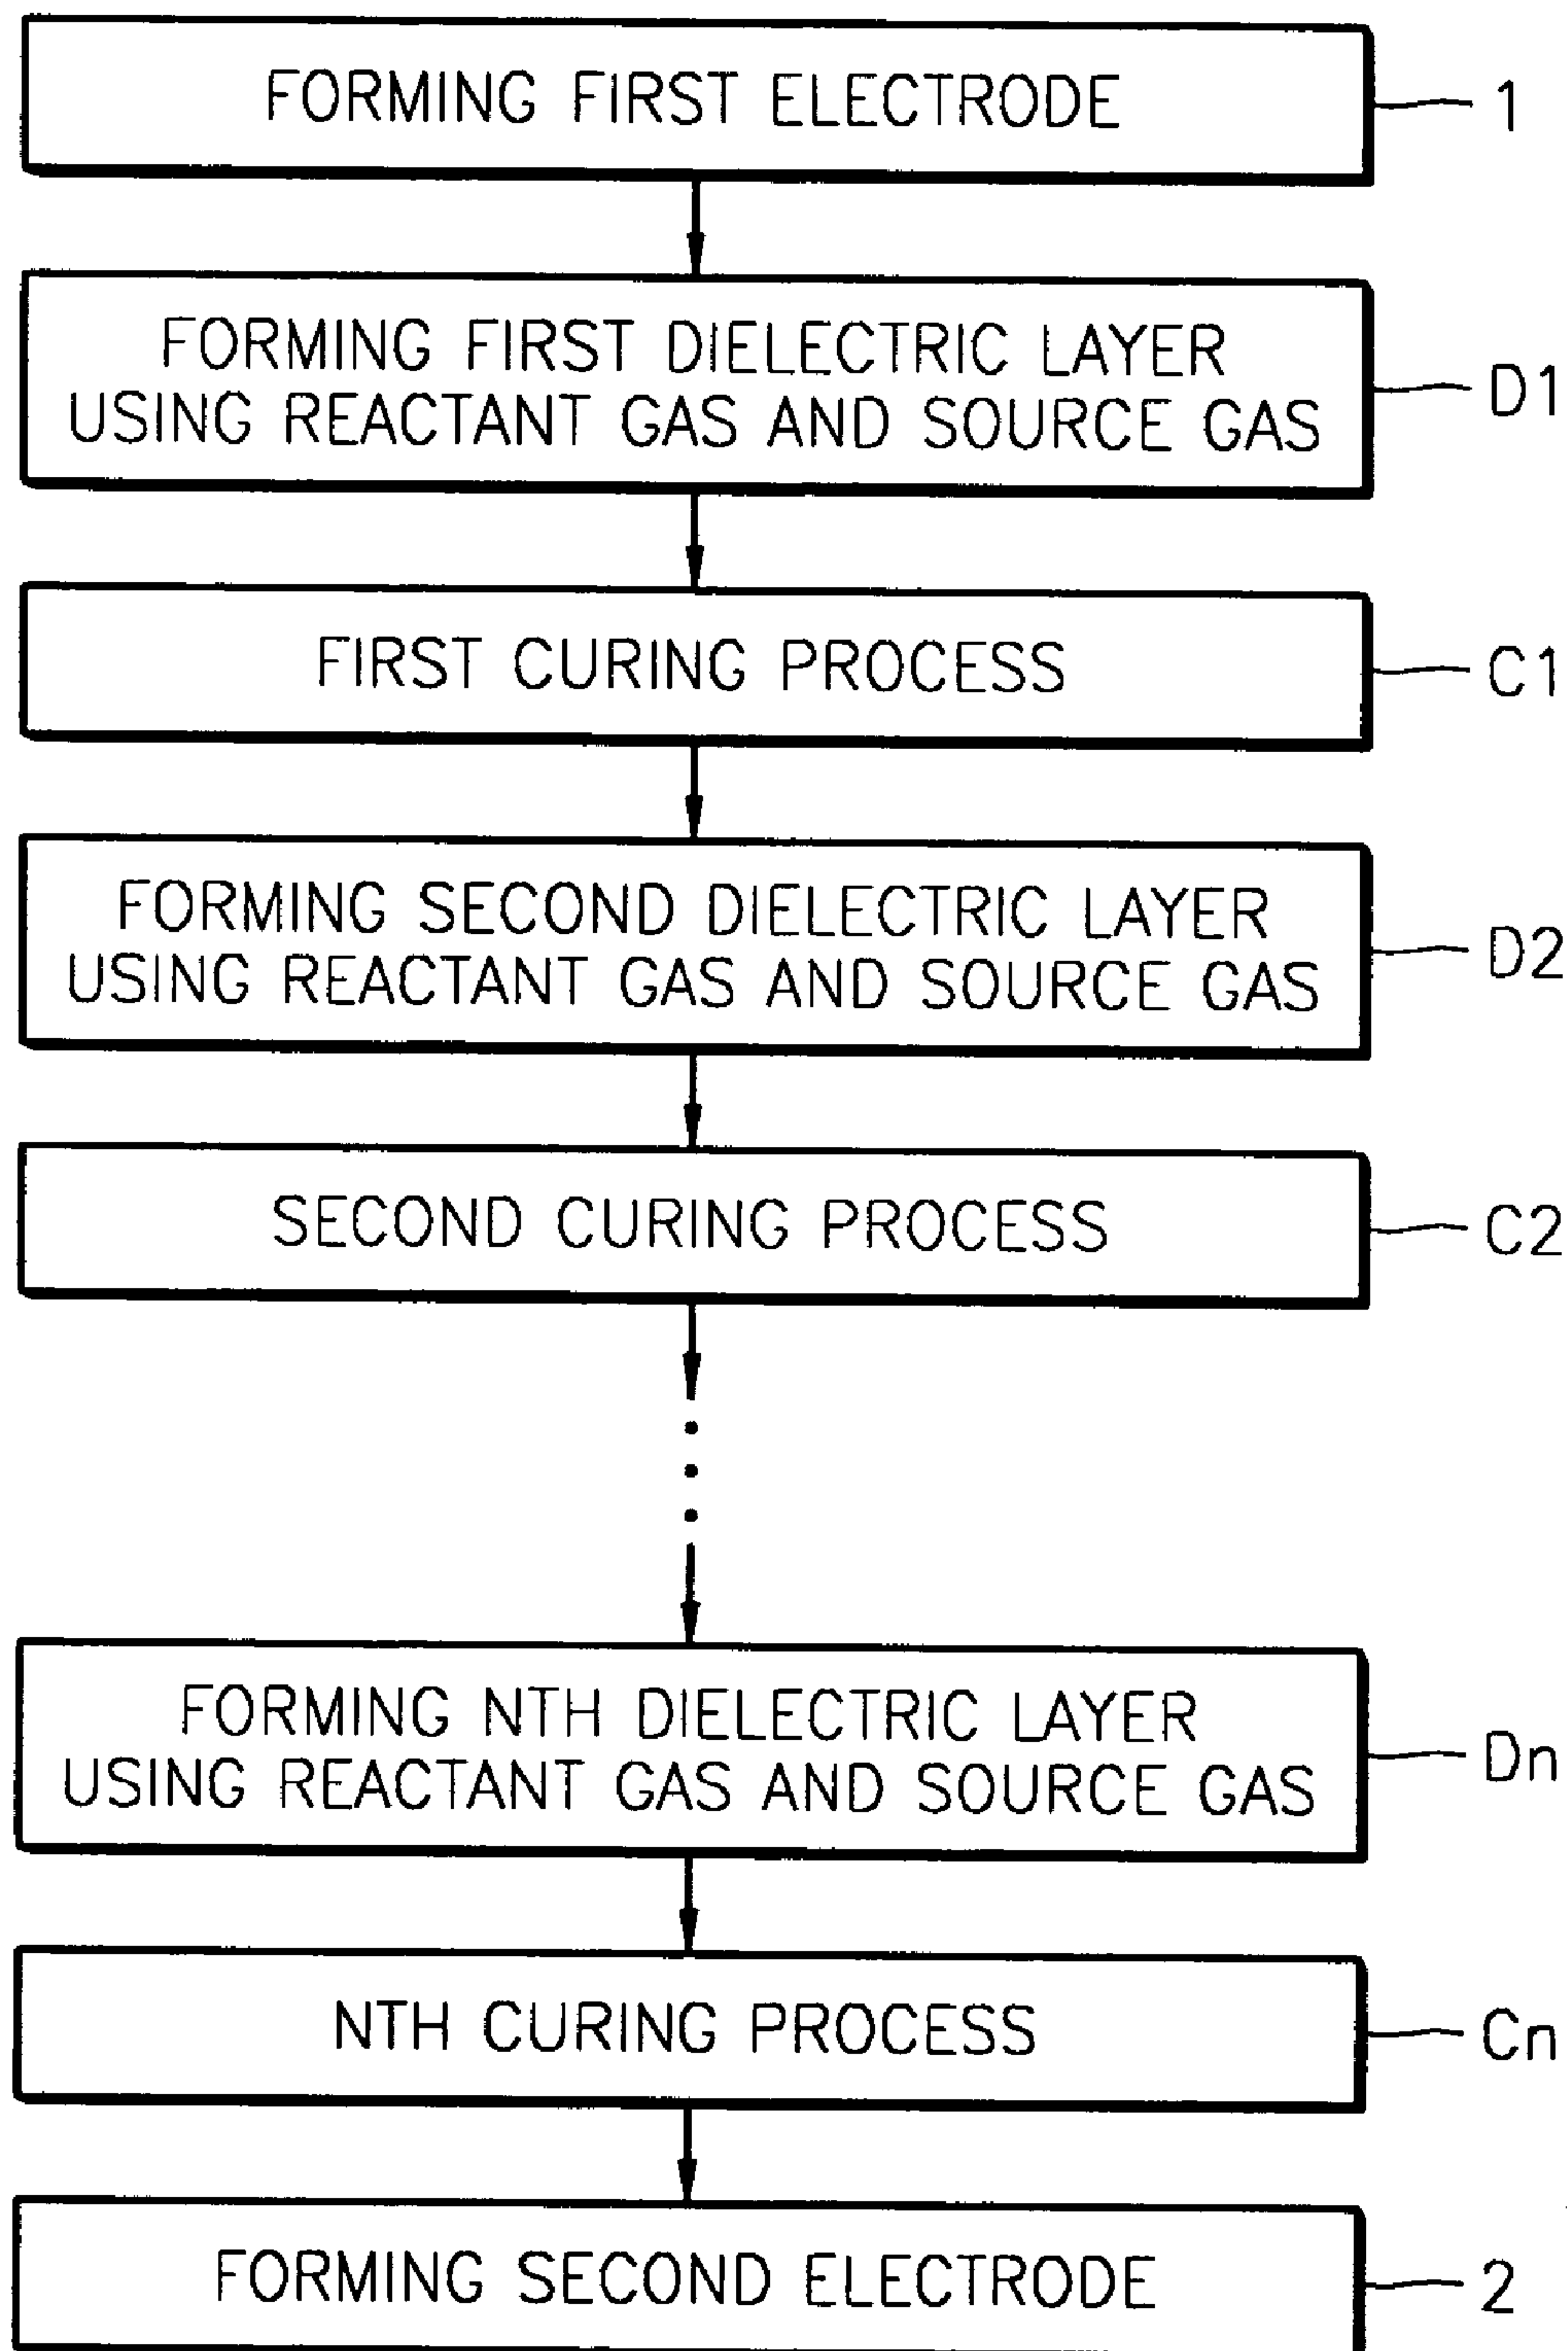 FORMING FIRST ELECTRODE
1
FORMING FIRST DIELECTRIC LAYER
USING REACTANT GAS AND SOURCE GAS
D1
FIRST CURING PROCESS
C1
FORMING SECOND DIELECTRIC LAYER
USING REACTANT GAS AND SOURCE GAS
D2
SECOND CURING PROCESS
C2
FORMING NTH DIELECTRIC LAYER
USING REACTANT GAS AND SOURCE GAS
Dn
NTH CURING PROCESS
Cn
FORMING SECOND ELECTRODE
2